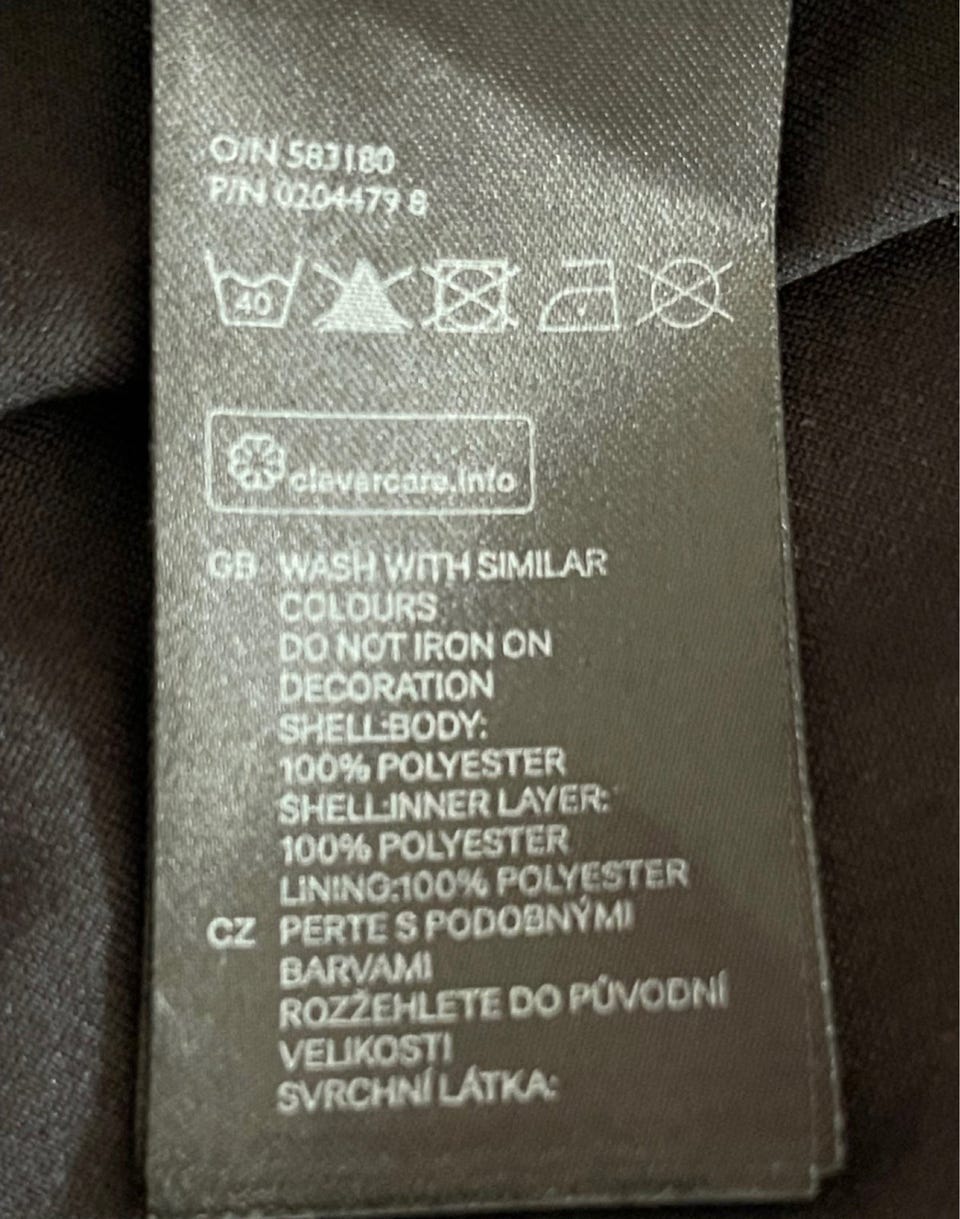 O/N 583180
P/N 0204479 8
40
clevercare.info
GB WASH WITH SIMILAR
COLOURS
DO NOT IRON ON
DECORATION
SHELL:BODY:
100% POLYESTER
SHELL:INNER LAYER:
100% POLYESTER
LINING:100% POLYESTER
CZ PERTE S PODOBNÝMI
BARVAMI
ROZŽEHLETE DO PŮVODNÍ
VELIKOSTI
SVRCHNÍ LÁTKA: